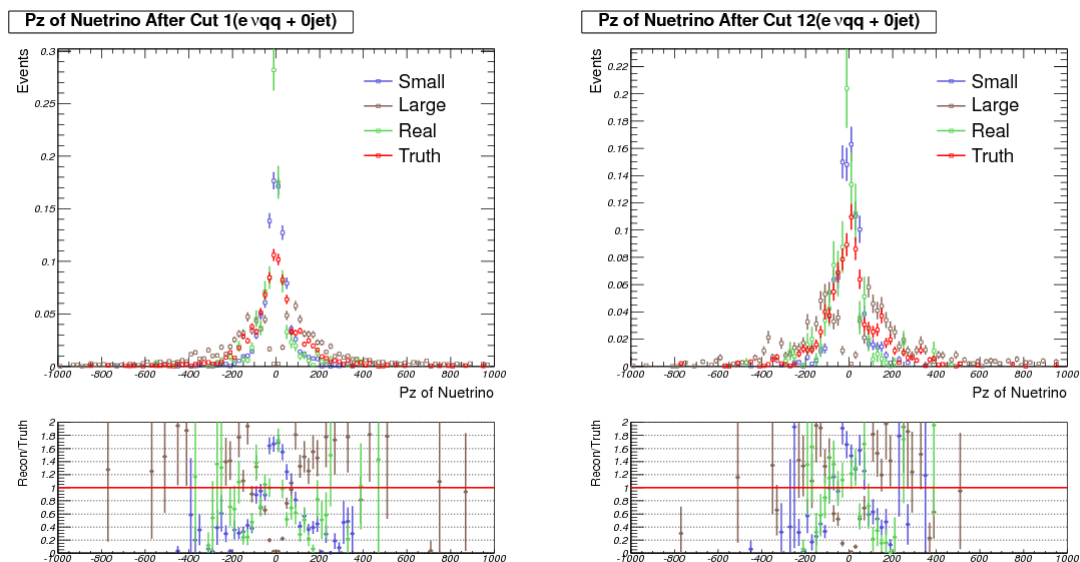 Pz of Nuetrino After Cut 1(e νqq + 0jet)
Events
0.3
0.25
0.2
0.15
0.1
0.05
0
Small
Large
Real
Truth
-1000 -800 -600 -400 -200 0 200 400 600 800 1000
Pz of Nuetrino
Recon/Truth
2
1.8
1.6
1.4
1.2
1
0.8
0.6
0.4
0.2
0
-1000 -800 -600 -400 -200 0 200 400 600 800 1000
Pz of Nuetrino After Cut 12(e νqq + 0jet)
Events
0.22
0.2
0.18
0.16
0.14
0.12
0.1
0.08
0.06
0.04
0.02
0
Small
Large
Real
Truth
-1000 -800 -600 -400 -200 0 200 400 600 800 1000
Pz of Nuetrino
Recon/Truth
2
1.8
1.6
1.4
1.2
1
0.8
0.6
0.4
0.2
0
-1000 -800 -600 -400 -200 0 200 400 600 800 1000